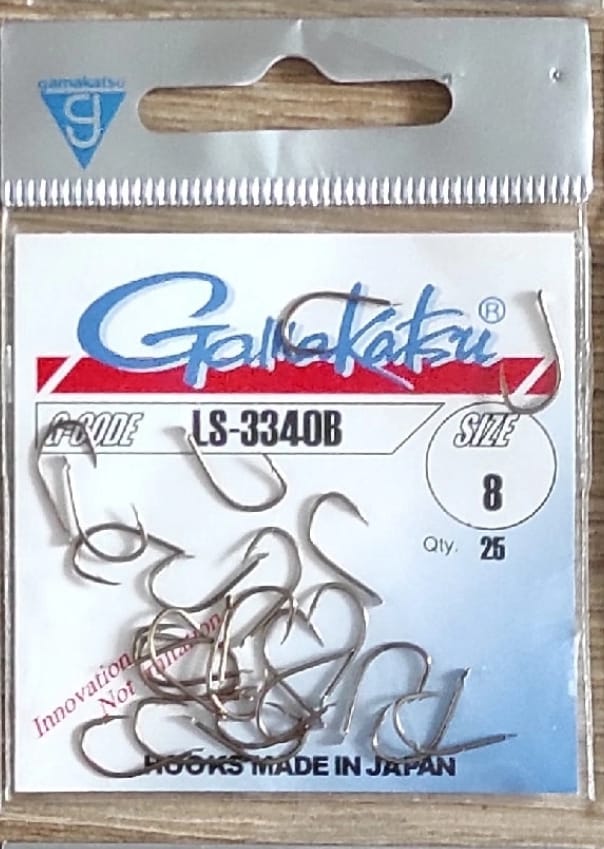 gamakatsu
g
Gamakatsu ®
G-CODE LS-3340B SIZE
8
Qty. 25
Innovation
Not Imitation
HOOKS MADE IN JAPAN